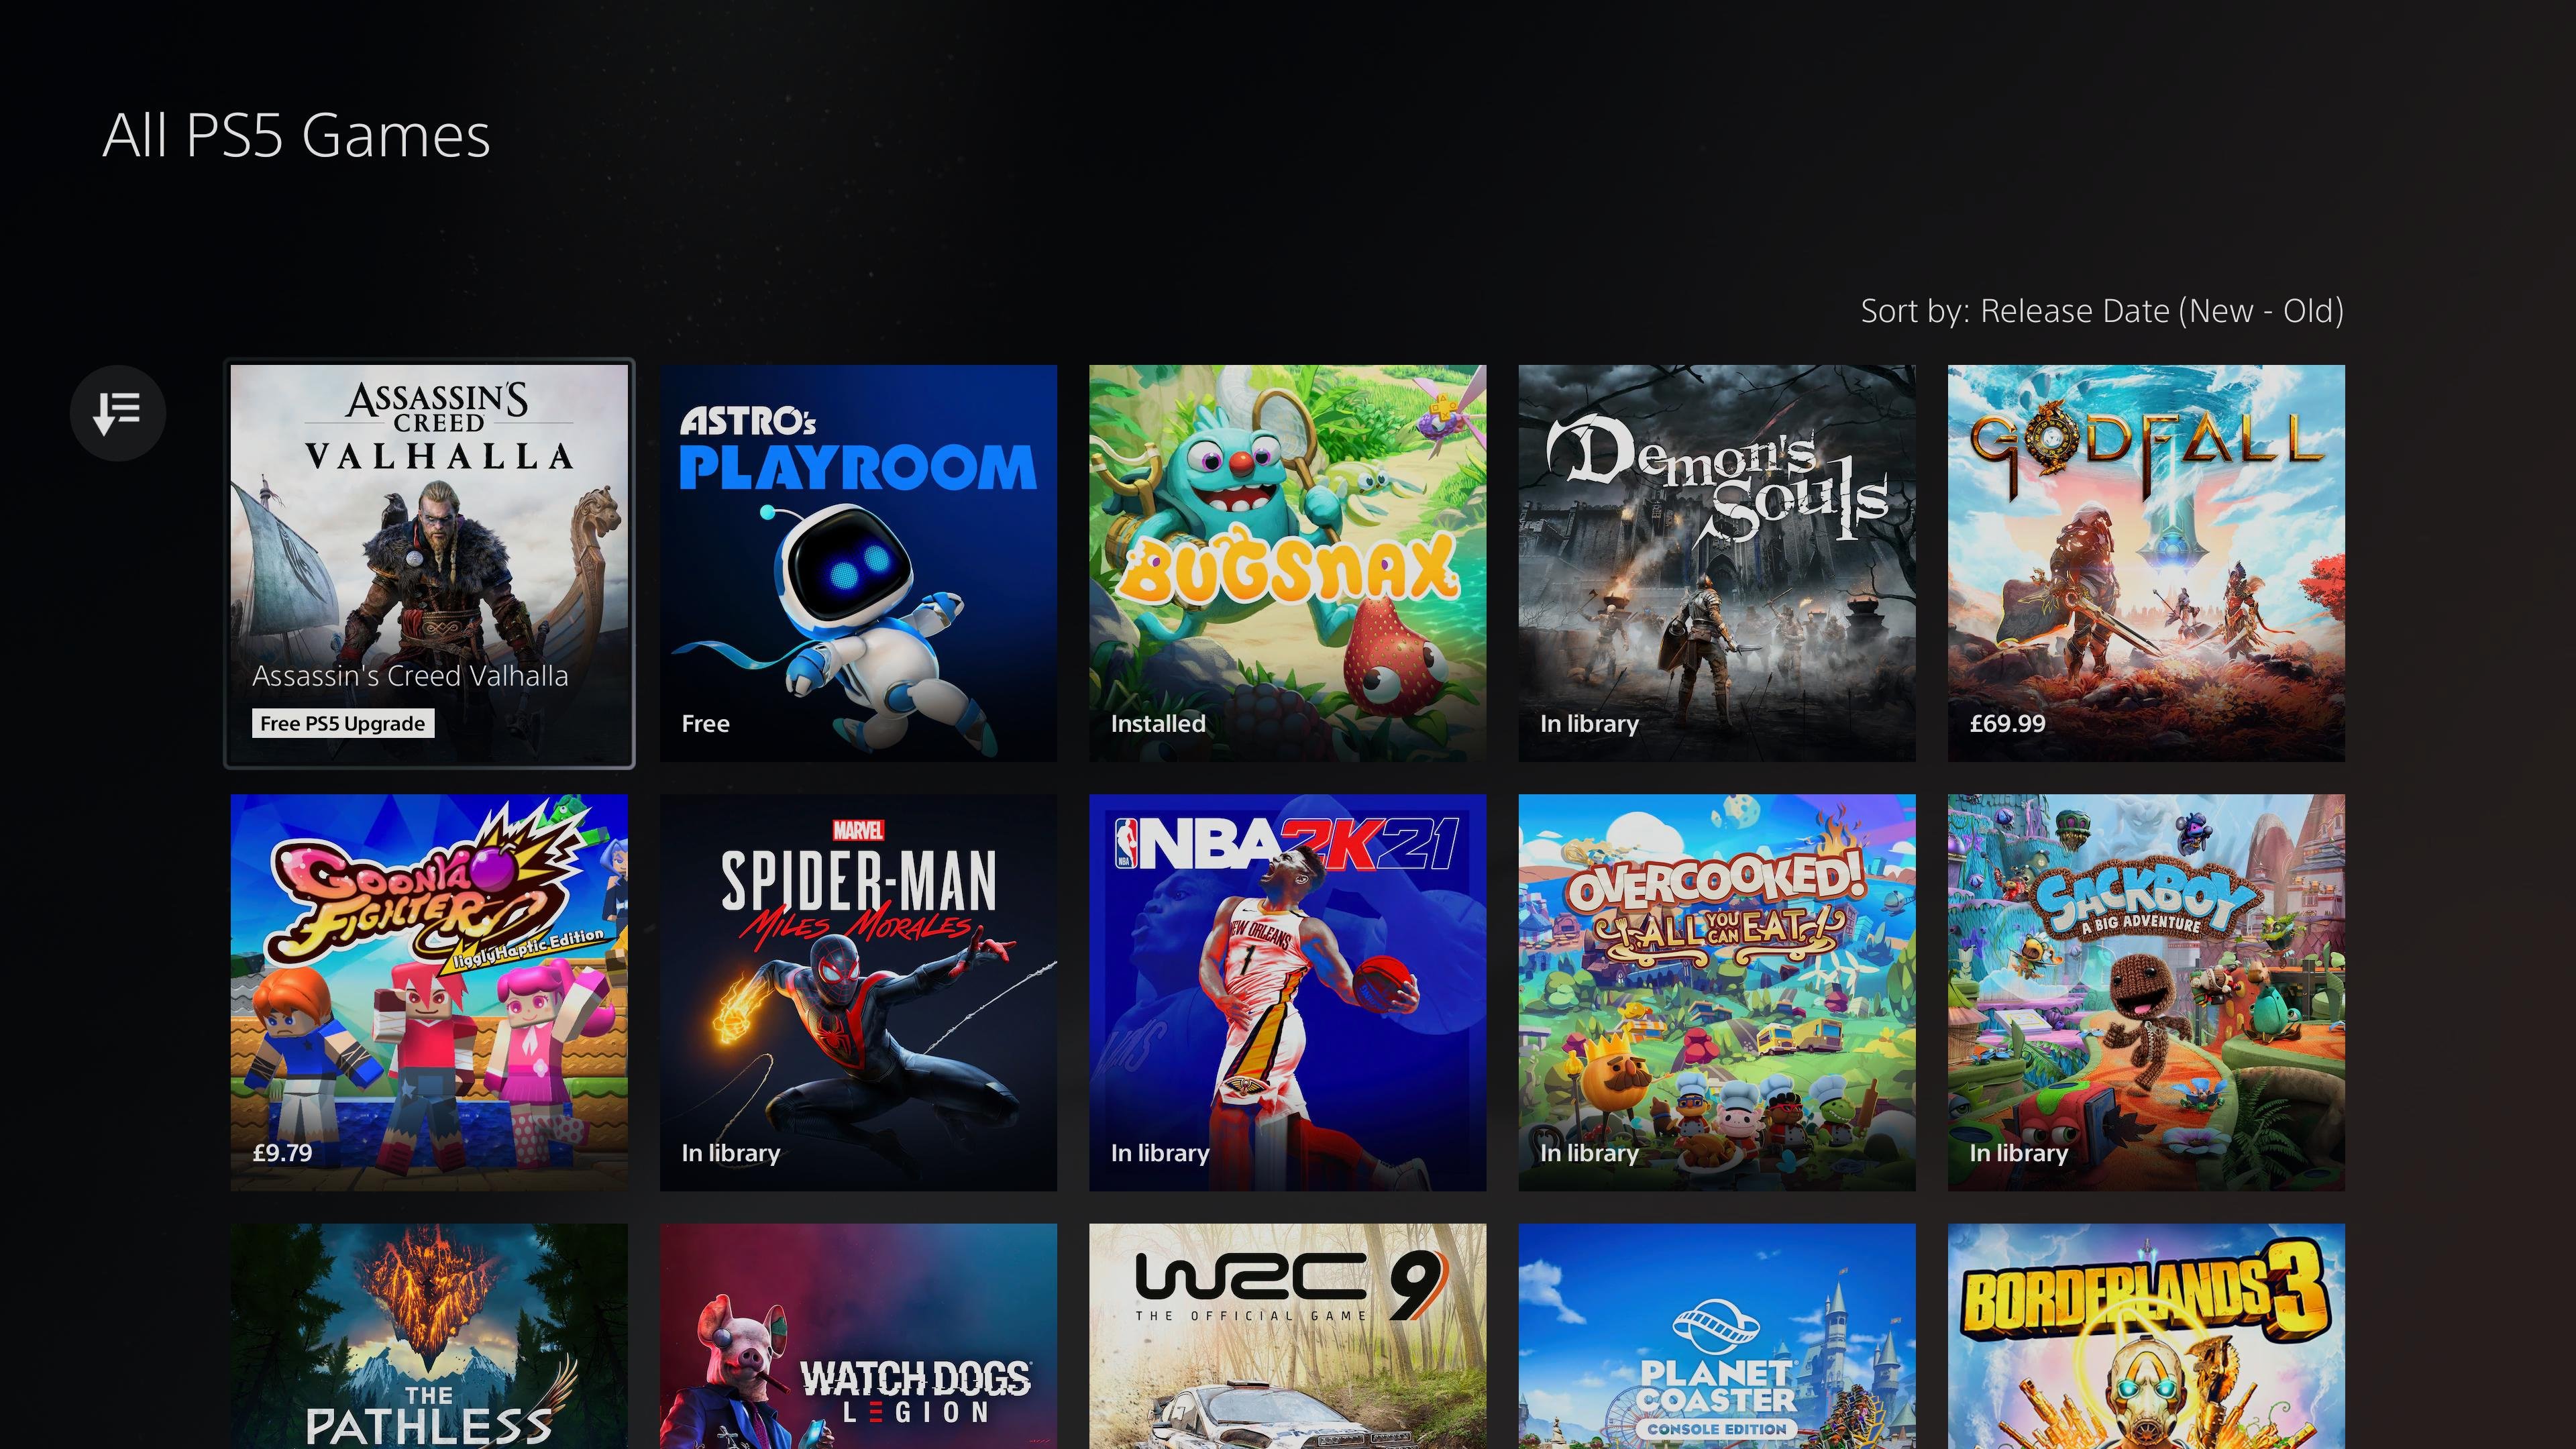 All PS5 Games
Sort by: Release Date (New - Old)
ASSASSIN'S
CREED
VALHALLA
Assassin's Creed Valhalla
Free PS5 Upgrade
ASTRO's
PLAYROOM
Free
BUGSNAX
Installed
Demon's
Souls
In library
GODFALL
£69.99
GOONYA
FIGHTER
JigglyHaptic Edition
£9.79
MARVEL
SPIDER-MAN
MILES MORALES
In library
NBA 2K21
NBA
NEW ORLEANS
1
In library
OVERCOOKED!
ALL YOU CAN EAT
In library
SACKBOY
A BIG ADVENTURE
In library
THE
PATHLESS
WATCH DOGS
LEGION
WRC 9
THE OFFICIAL GAME
PLANET
COASTER
CONSOLE EDITION
BORDERLANDS 3